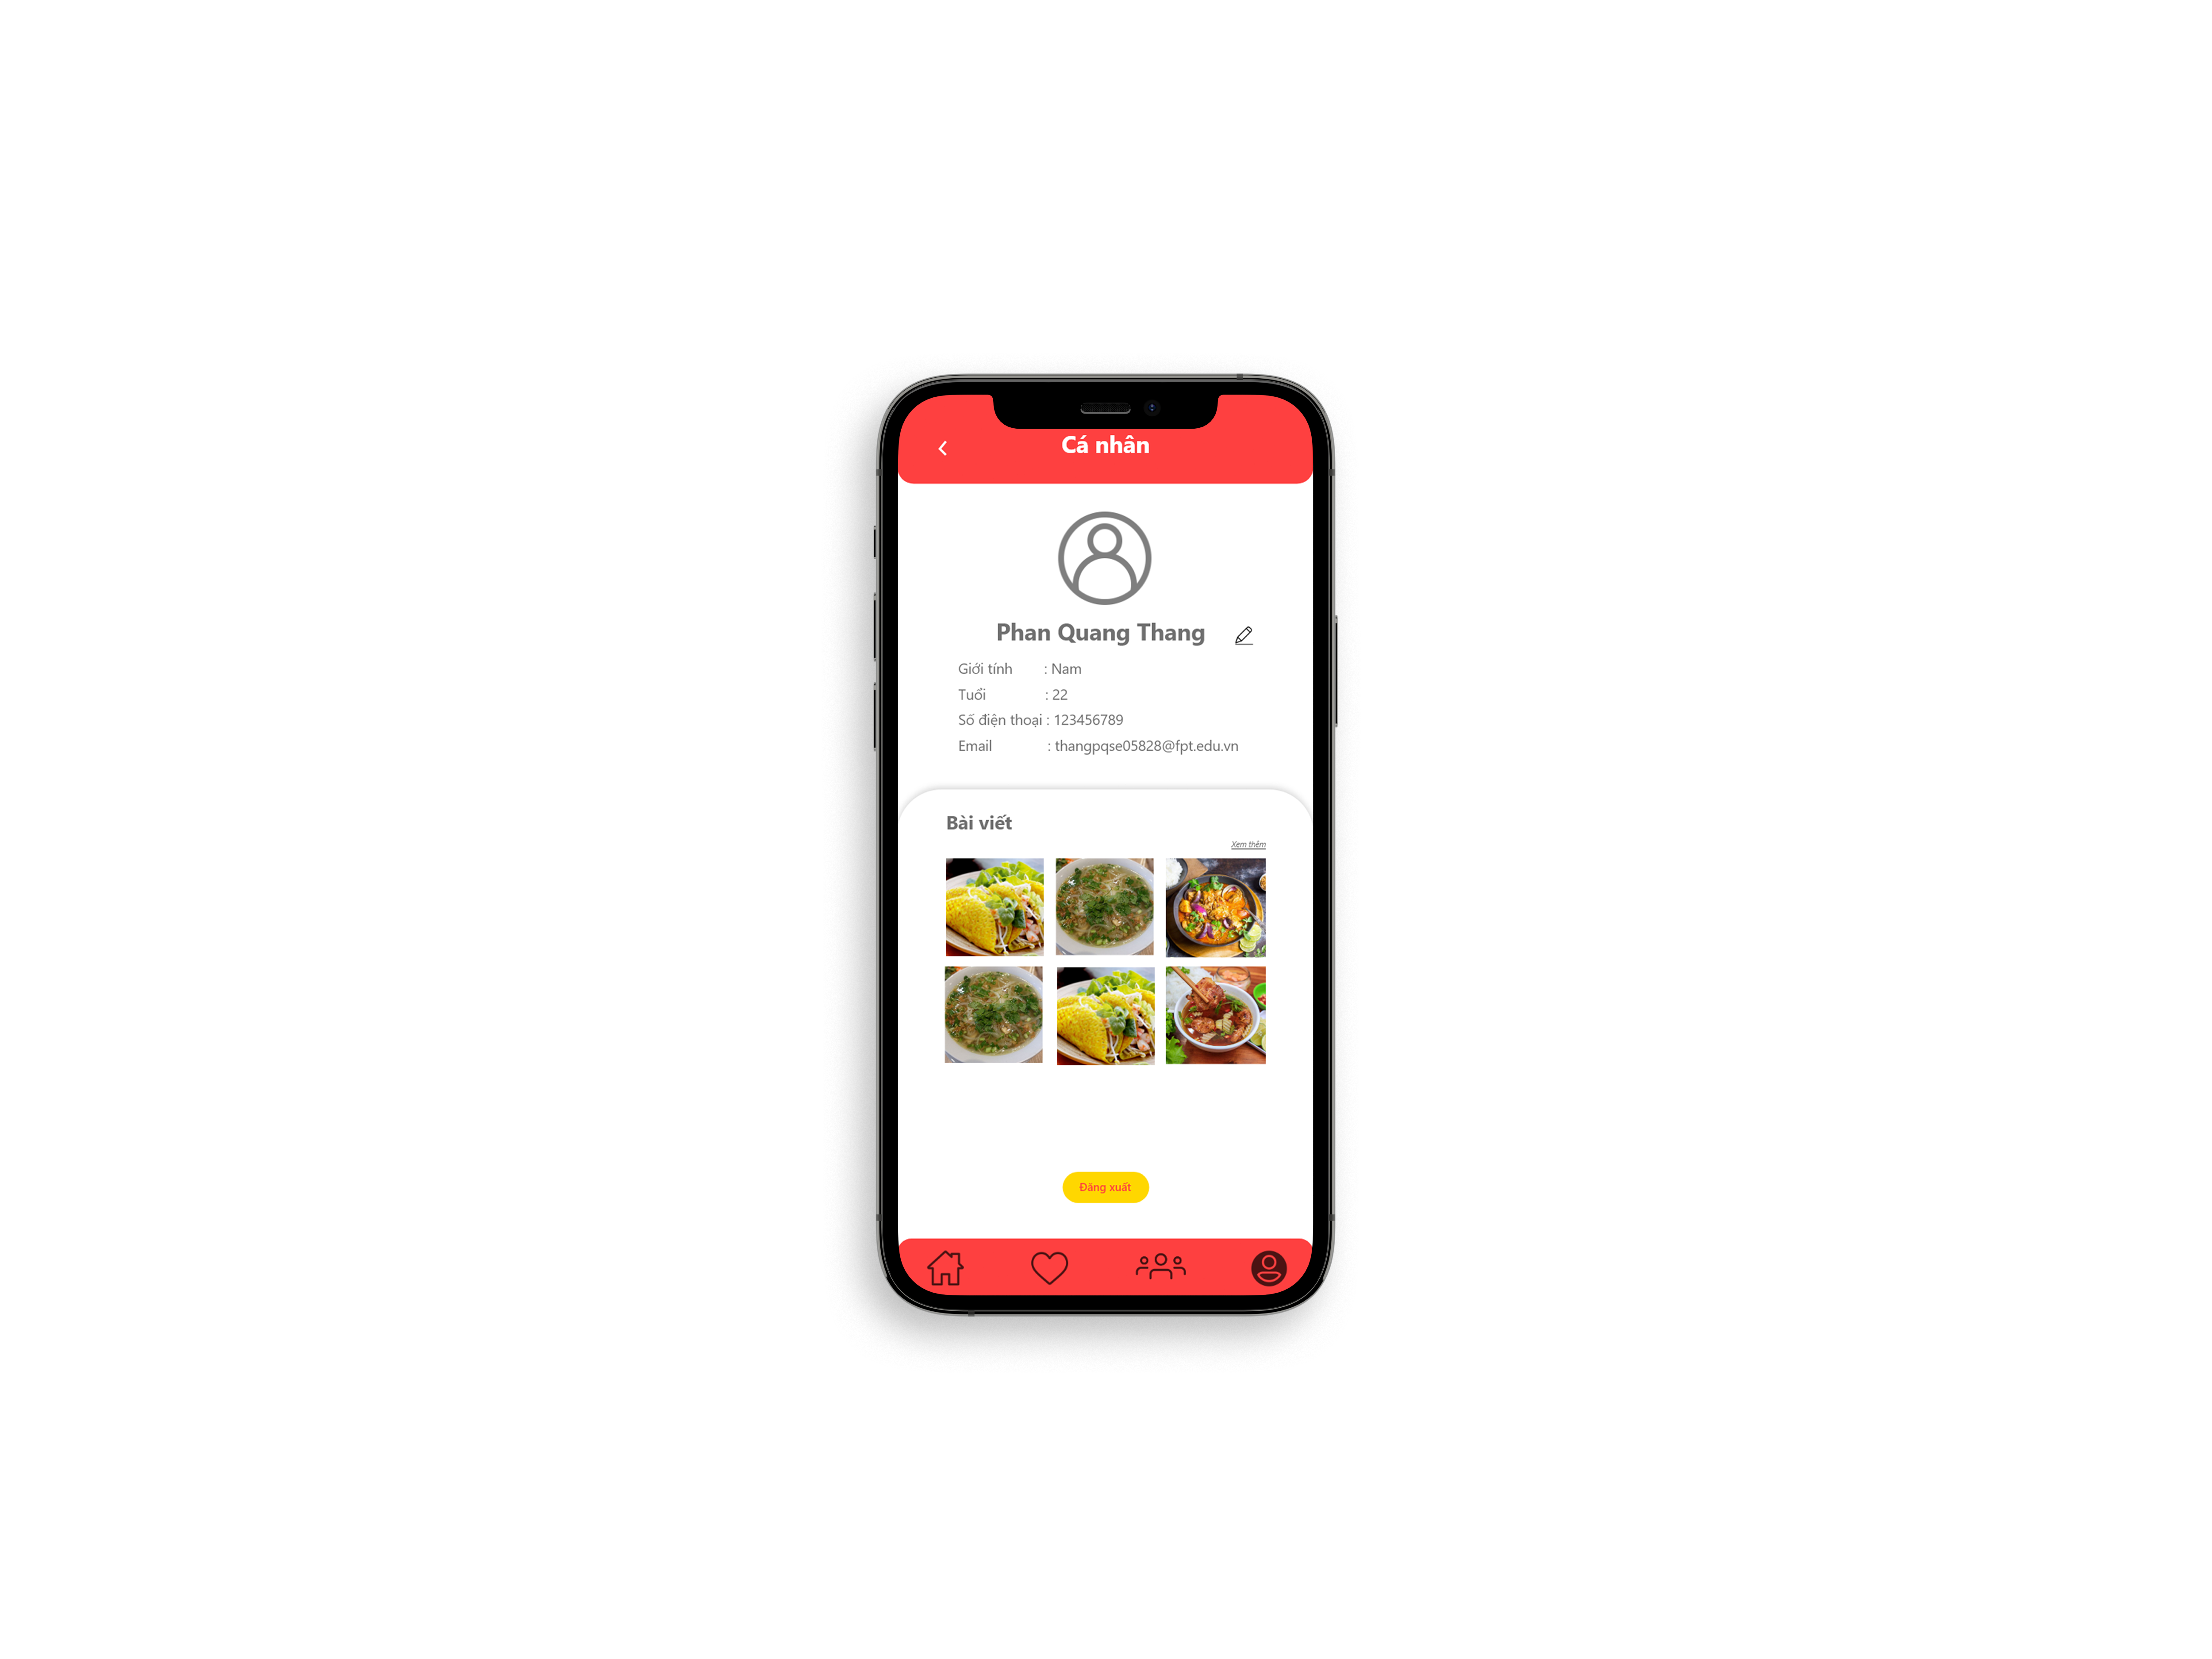 Cá nhân
Phan Quang Thang
Giới tính : Nam
Tuổi : 22
Số điện thoại : 123456789
Email : thangpqse05828@fpt.edu.vn
Bài viết
Xem thêm
Đăng xuất